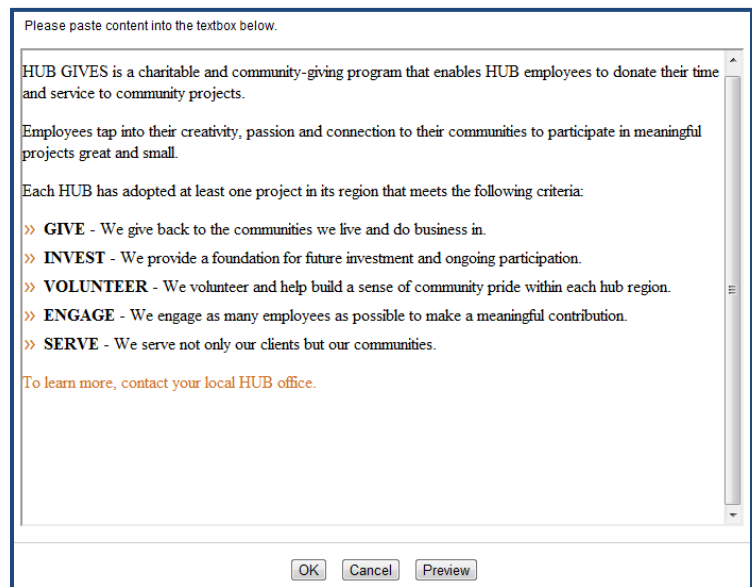 Please paste content into the textbox below.
HUB GIVES is a charitable and community-giving program that enables HUB employees to donate their time
and service to community projects.
Employees tap into their creativity, passion and connection to their communities to participate in meaningful
projects great and small.
Each HUB has adopted at least one project in its region that meets the following criteria:
» GIVE - We give back to the communities we live and do business in.
» INVEST - We provide a foundation for future investment and ongoing participation.
» VOLUNTEER - We volunteer and help build a sense of community pride within each hub region.
» ENGAGE - We engage as many employees as possible to make a meaningful contribution.
» SERVE - We serve not only our clients but our communities.
To learn more, contact your local HUB office.
OK Cancel Preview